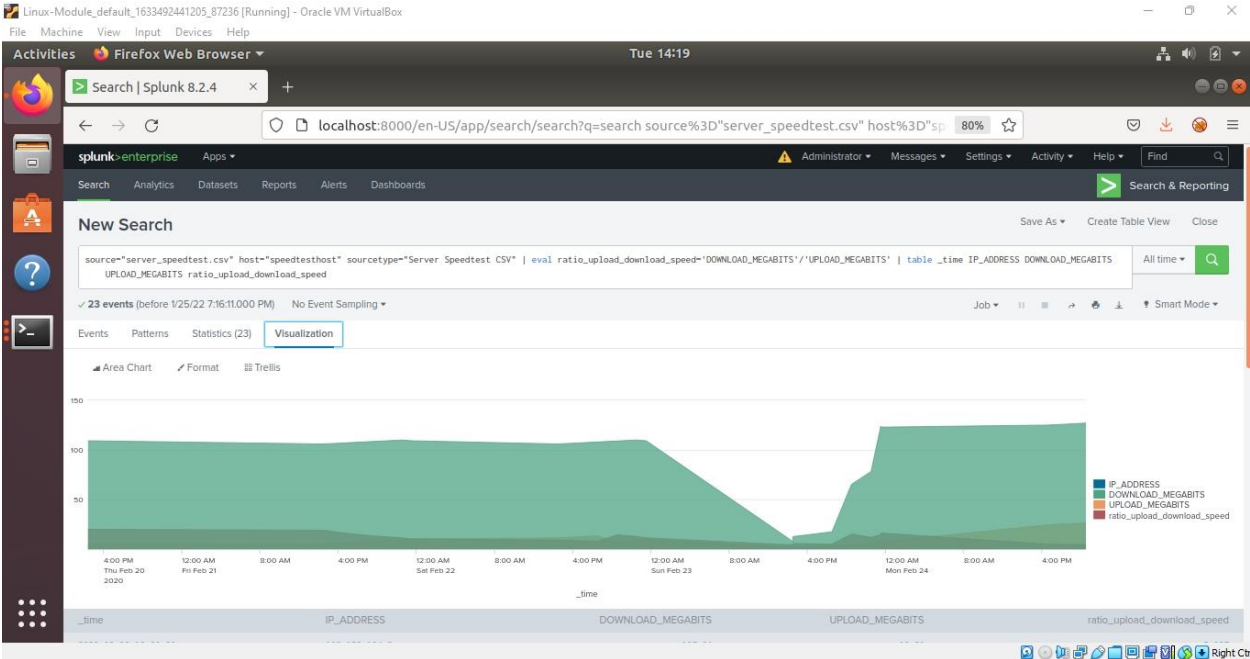 Linux-Module_default_1633492441205_87236 [Running] - Oracle VM VirtualBox
File Machine View Input Devices Help
Activities Firefox Web Browser Tue 14:19
Search | Splunk 8.2.4
localhost:8000/en-US/app/search/search?q=search source%3D"server_speedtest.csv" host%3D"sp 80%
splunk>enterprise Apps Administrator Messages Settings Activity Help Find
Search Analytics Datasets Reports Alerts Dashboards Search & Reporting
New Search Save As Create Table View Close
source="server_speedtest.csv" host="speedtesthost" sourcetype="Server Speedtest CSV" | eval ratio_upload_download_speed='DOWNLOAD_MEGABITS'/'UPLOAD_MEGABITS' | table _time IP_ADDRESS DOWNLOAD_MEGABITS All time
UPLOAD_MEGABITS ratio_upload_download_speed
23 events (before 1/25/22 7:16:11.000 PM) No Event Sampling Job Smart Mode
Events Patterns Statistics (23) Visualization
Area Chart Format Trellis
150
100
50
IP_ADDRESS
DOWNLOAD_MEGABITS
UPLOAD_MEGABITS
ratio_upload_download_speed
4:00 PM 12:00 AM 8:00 AM 4:00 PM 12:00 AM 8:00 AM 4:00 PM 12:00 AM 8:00 AM 4:00 PM 12:00 AM 8:00 AM 4:00 PM
Thu Feb 20 Fri Feb 21 Sat Feb 22 Sun Feb 23 Mon Feb 24
2020
_time
_time IP_ADDRESS DOWNLOAD_MEGABITS UPLOAD_MEGABITS ratio_upload_download_speed
Right Ctr